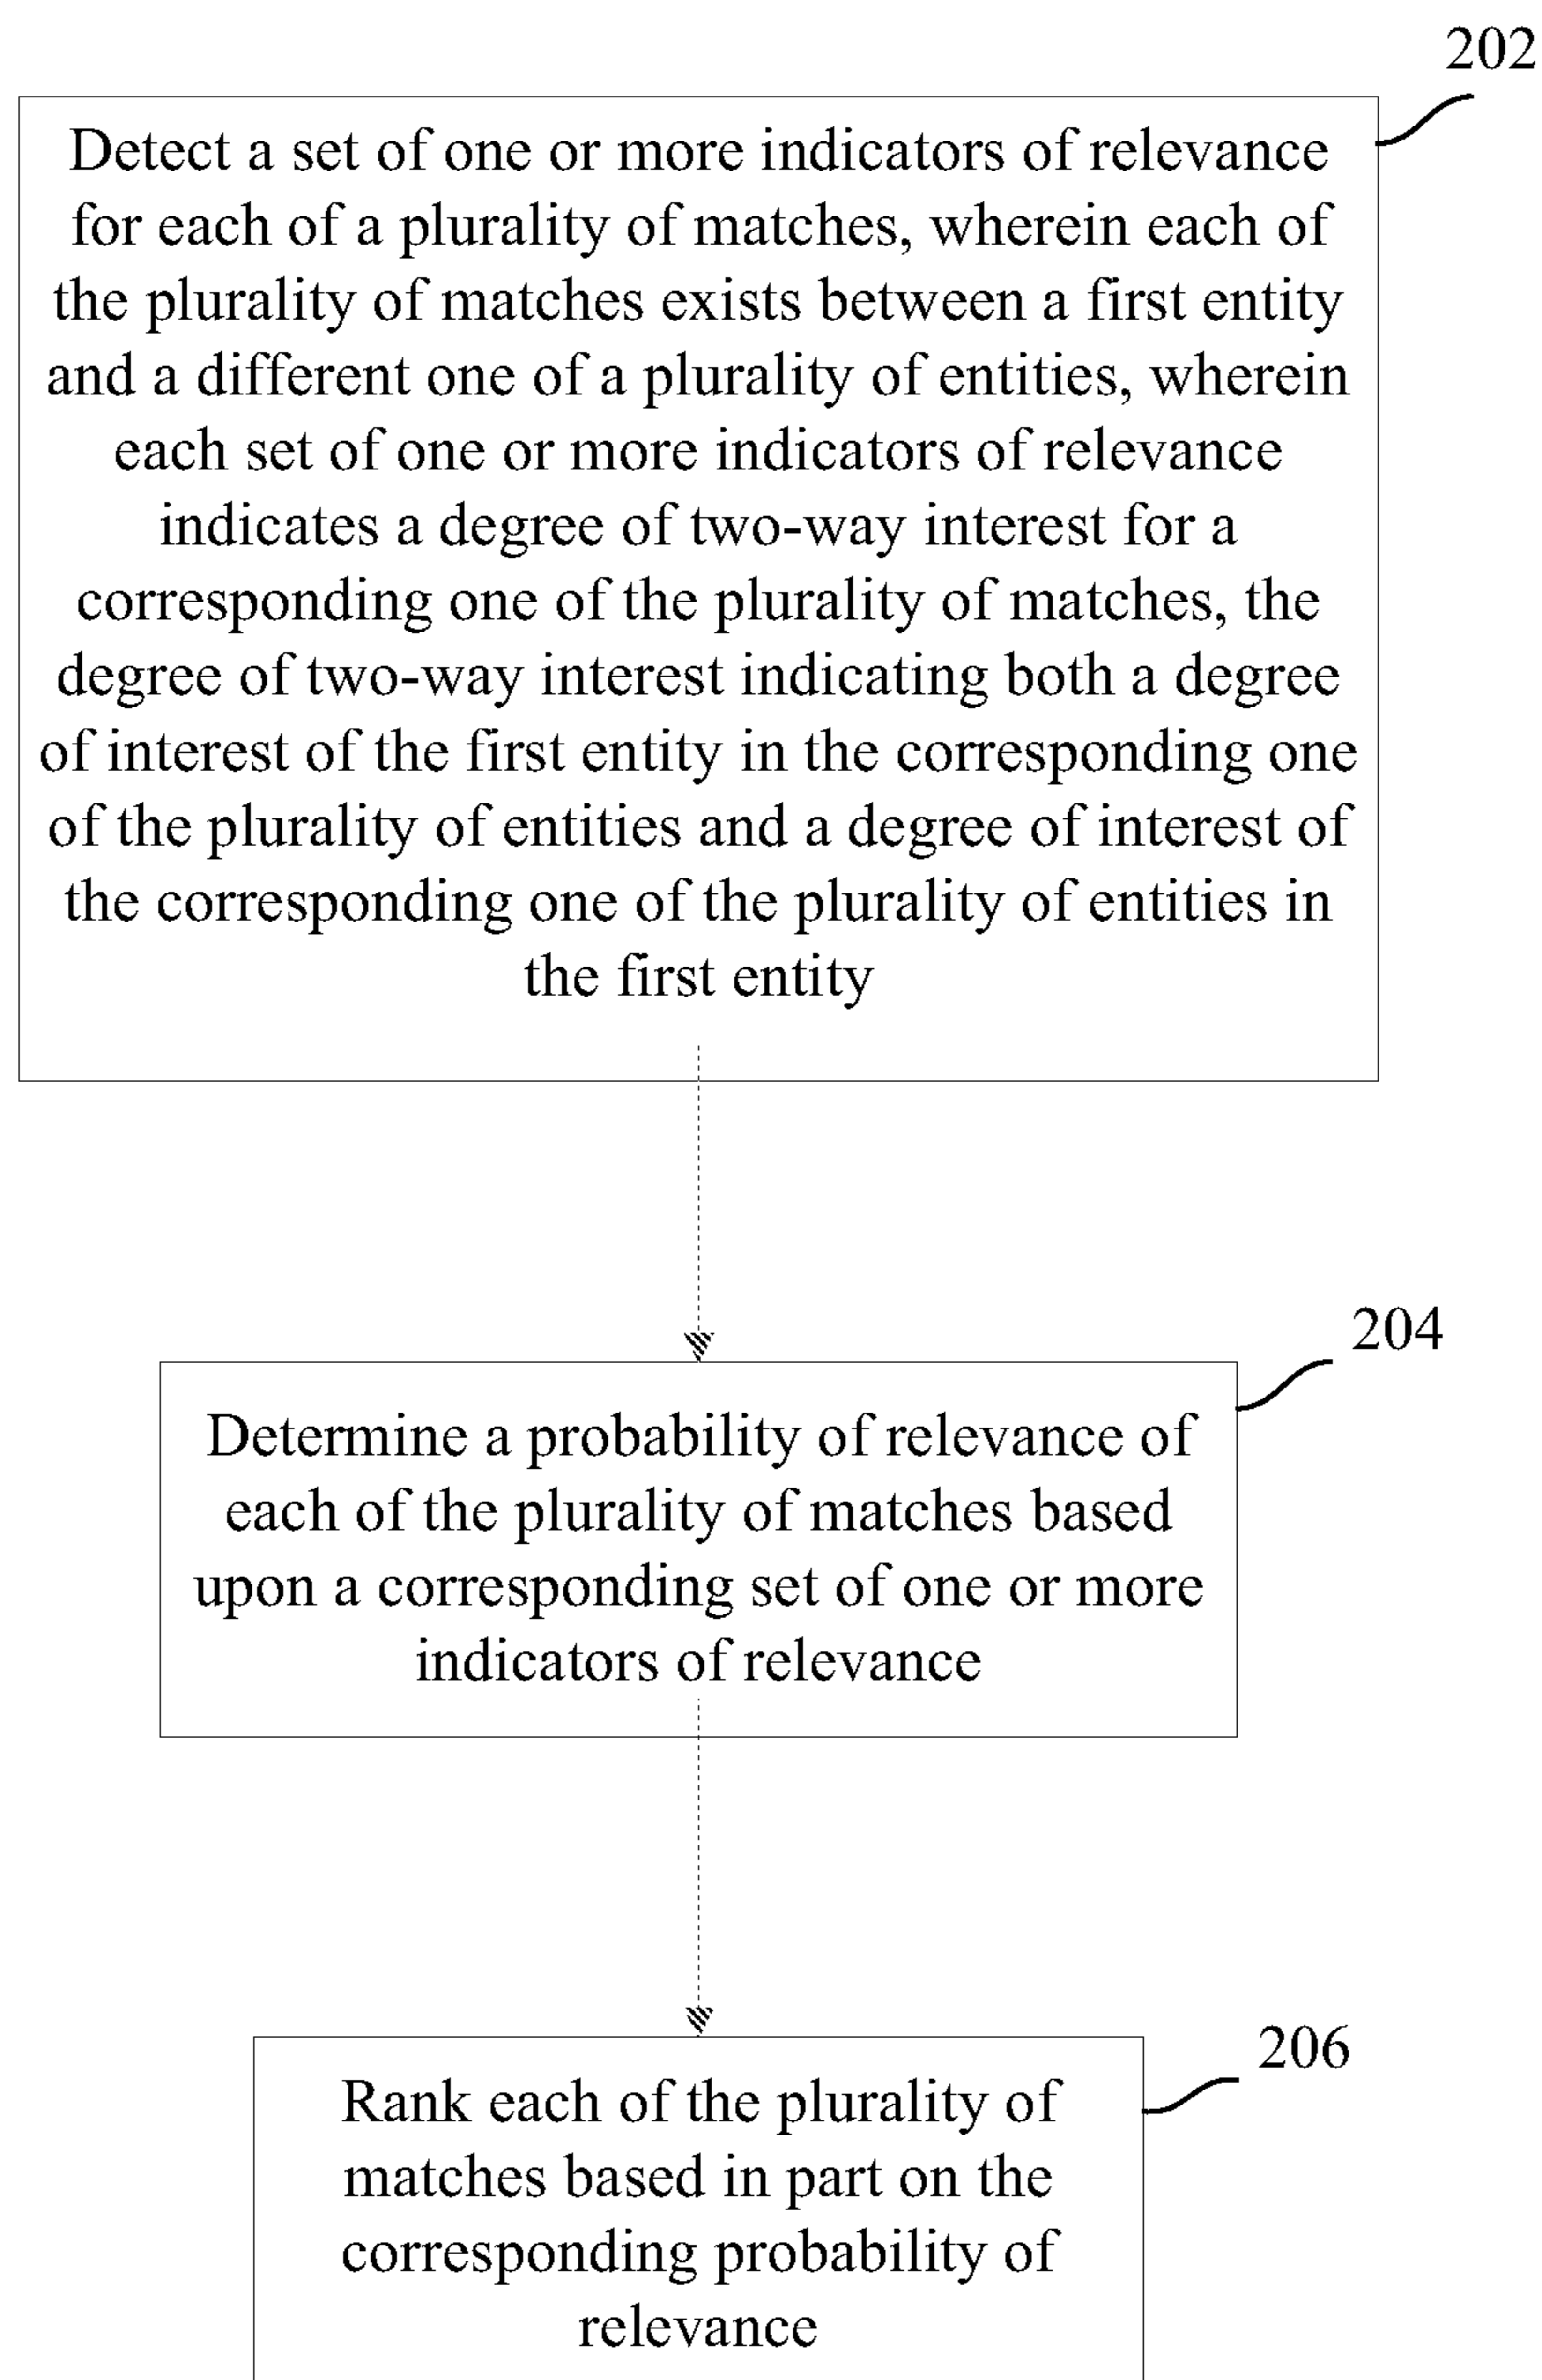 202
Detect a set of one or more indicators of relevance
for each of a plurality of matches, wherein each of
the plurality of matches exists between a first entity
and a different one of a plurality of entities, wherein
each set of one or more indicators of relevance
indicates a degree of two-way interest for a
corresponding one of the plurality of matches, the
degree of two-way interest indicating both a degree
of interest of the first entity in the corresponding one
of the plurality of entities and a degree of interest of
the corresponding one of the plurality of entities in
the first entity
204
Determine a probability of relevance of
each of the plurality of matches based
upon a corresponding set of one or more
indicators of relevance
206
Rank each of the plurality of
matches based in part on the
corresponding probability of
relevance